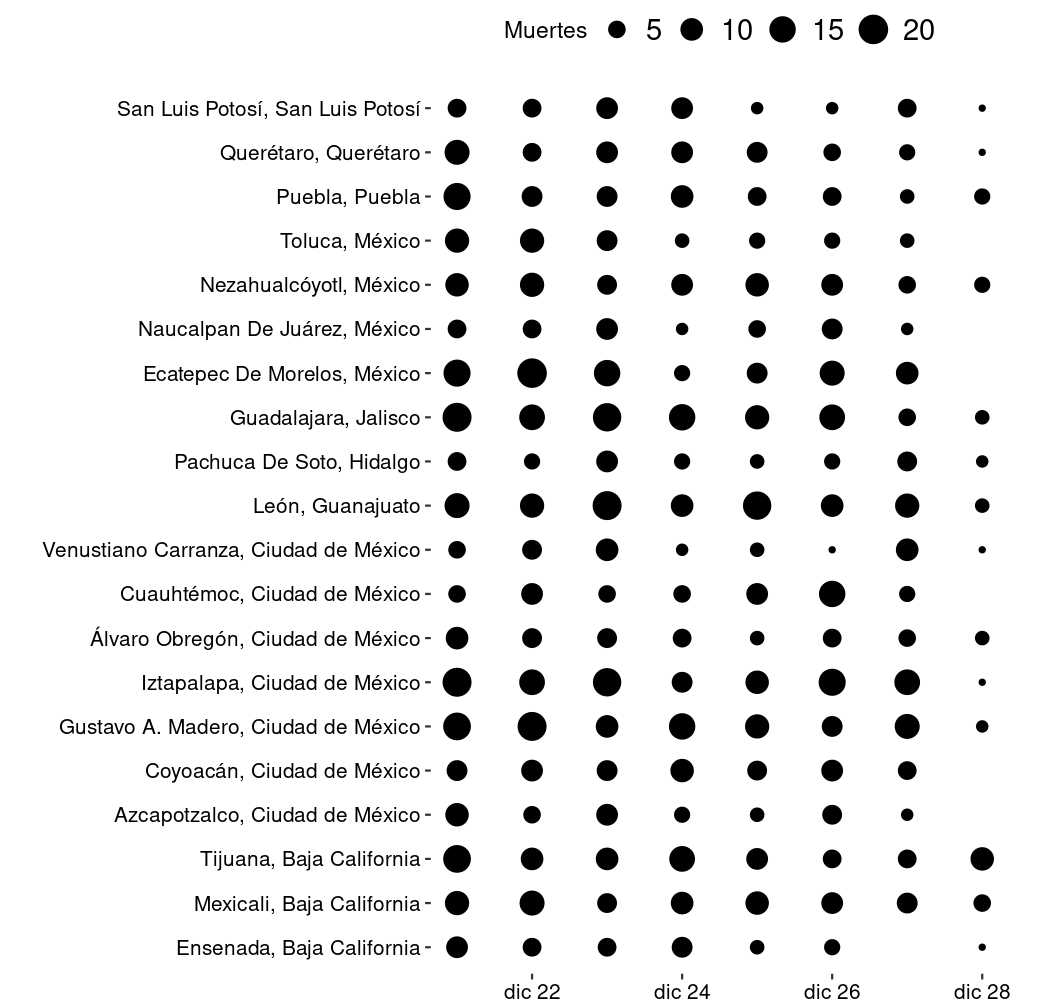 Muertes 5 10 15 20
San Luis Potosí, San Luis Potosí
Querétaro, Querétaro
Puebla, Puebla
Toluca, México
Nezahualcóyotl, México
Naucalpan De Juárez, México
Ecatepec De Morelos, México
Guadalajara, Jalisco
Pachuca De Soto, Hidalgo
León, Guanajuato
Venustiano Carranza, Ciudad de México
Cuauhtémoc, Ciudad de México
Álvaro Obregón, Ciudad de México
Iztapalapa, Ciudad de México
Gustavo A. Madero, Ciudad de México
Coyoacán, Ciudad de México
Azcapotzalco, Ciudad de México
Tijuana, Baja California
Mexicali, Baja California
Ensenada, Baja California
dic 22 dic 24 dic 26 dic 28